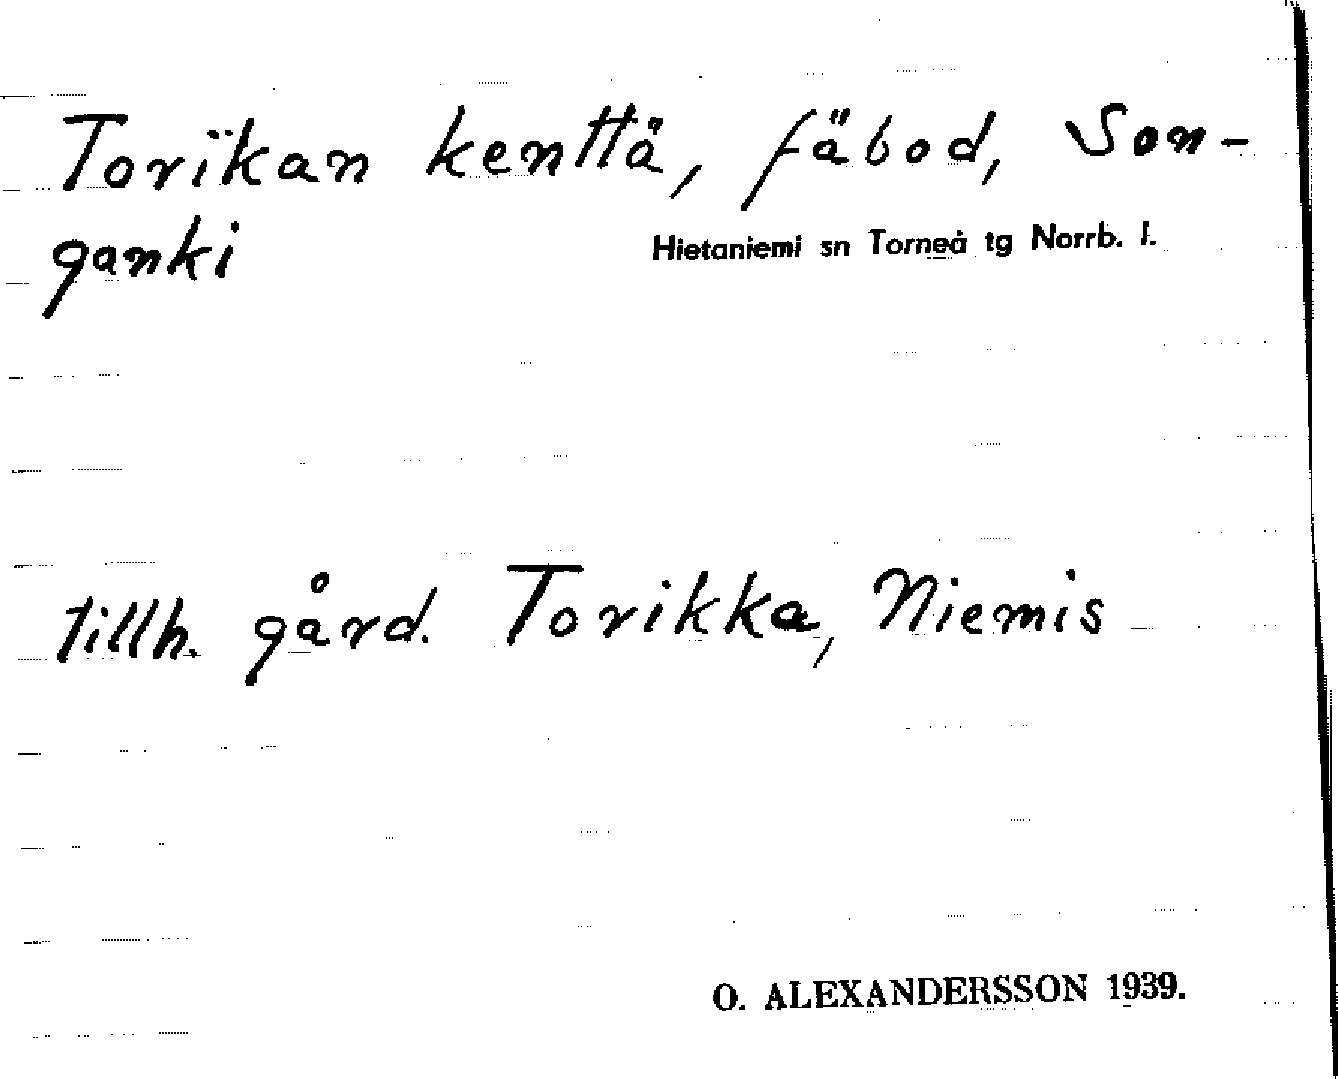 Torikan kenttä, fäbod, Son-
ganki
Hietaniemi sn Torneå tg Norrb. l.
tillh. gård. Torikka, Niemis
O. ALEXANDERSSON 1939.